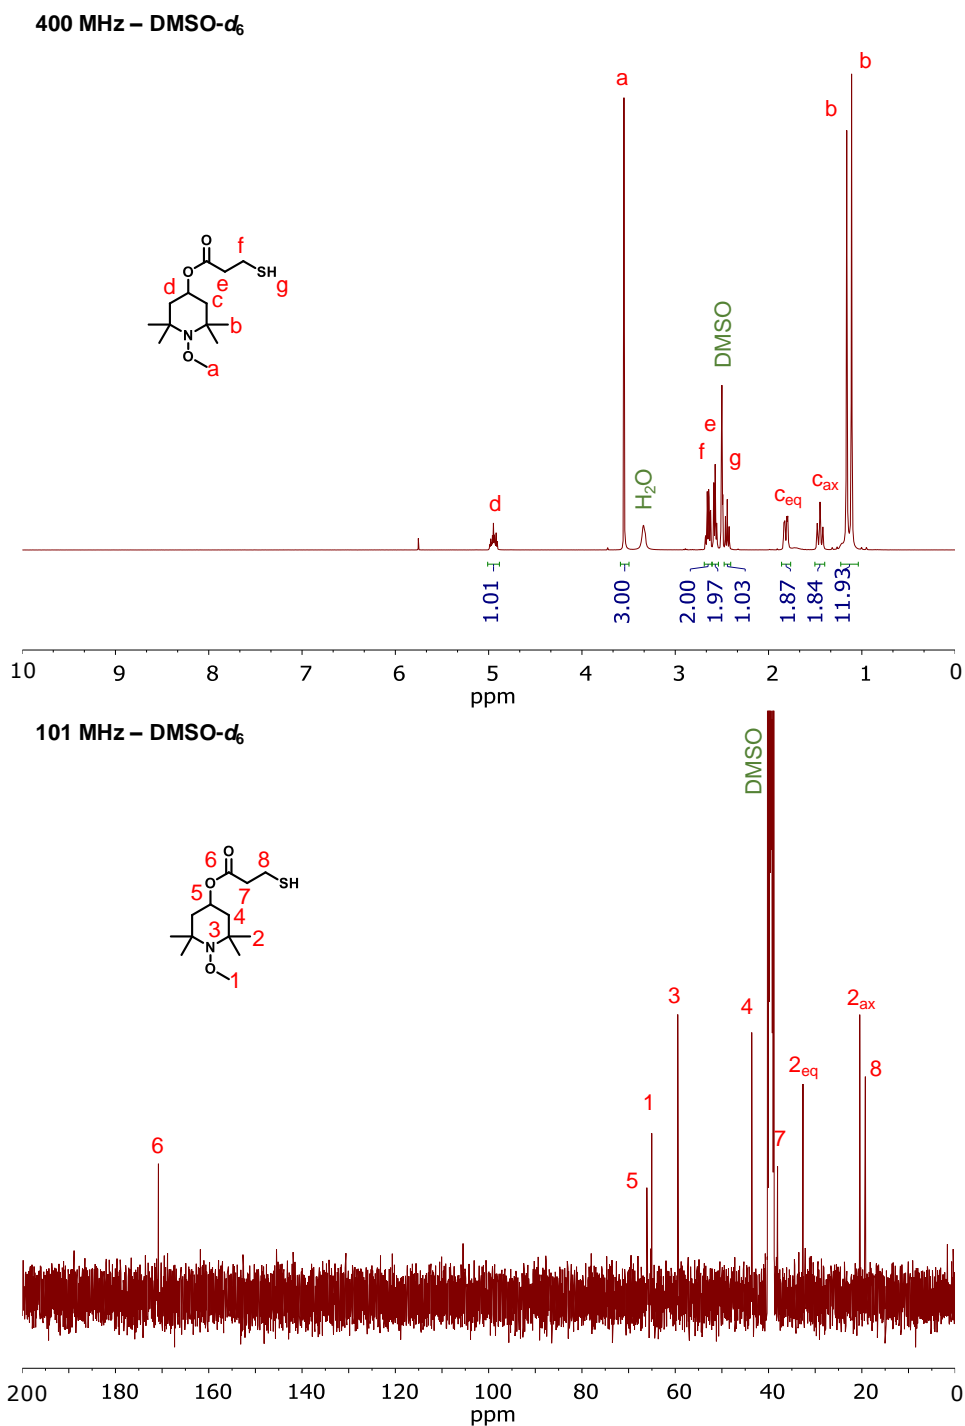 400 MHz – DMSO-d6
b
a
b
O
f
O
SH
e
g
d
c
b
N
O
a
DMSO
e
f
g
H2O
d
ceq
cax
1.01
3.00
2.00
1.97
1.03
1.87
1.84
11.93
10 9 8 7 6 5 4 3 2 1 0
ppm
101 MHz – DMSO-d6
DMSO
6
O
8
5
O
SH
7
4
3
2
N
O
1
3
4
2ax
2eq
8
1
7
6
5
200 180 160 140 120 100 80 60 40 20 0
ppm